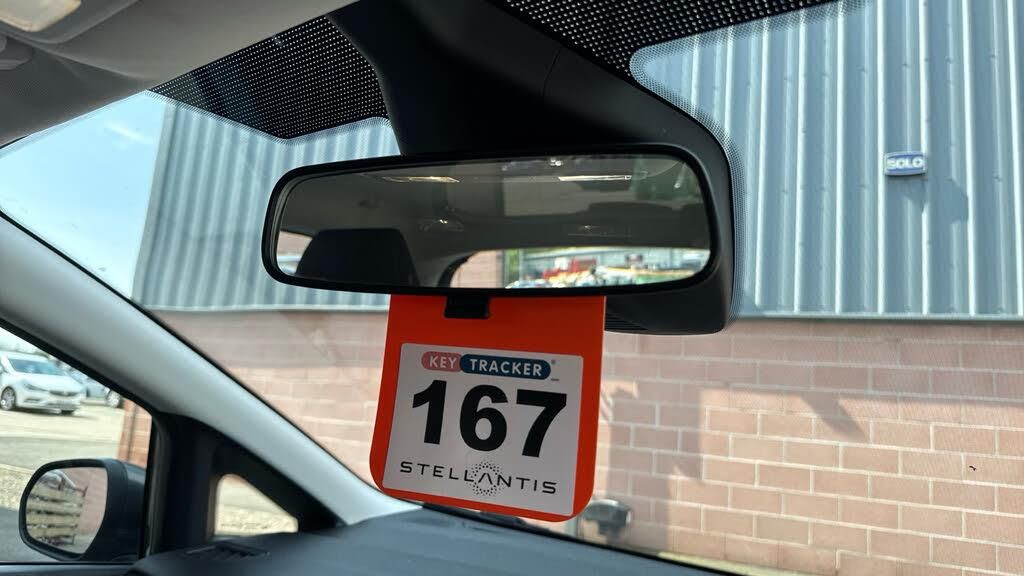 SOLO
KEY TRACKER
167
STELLANTIS